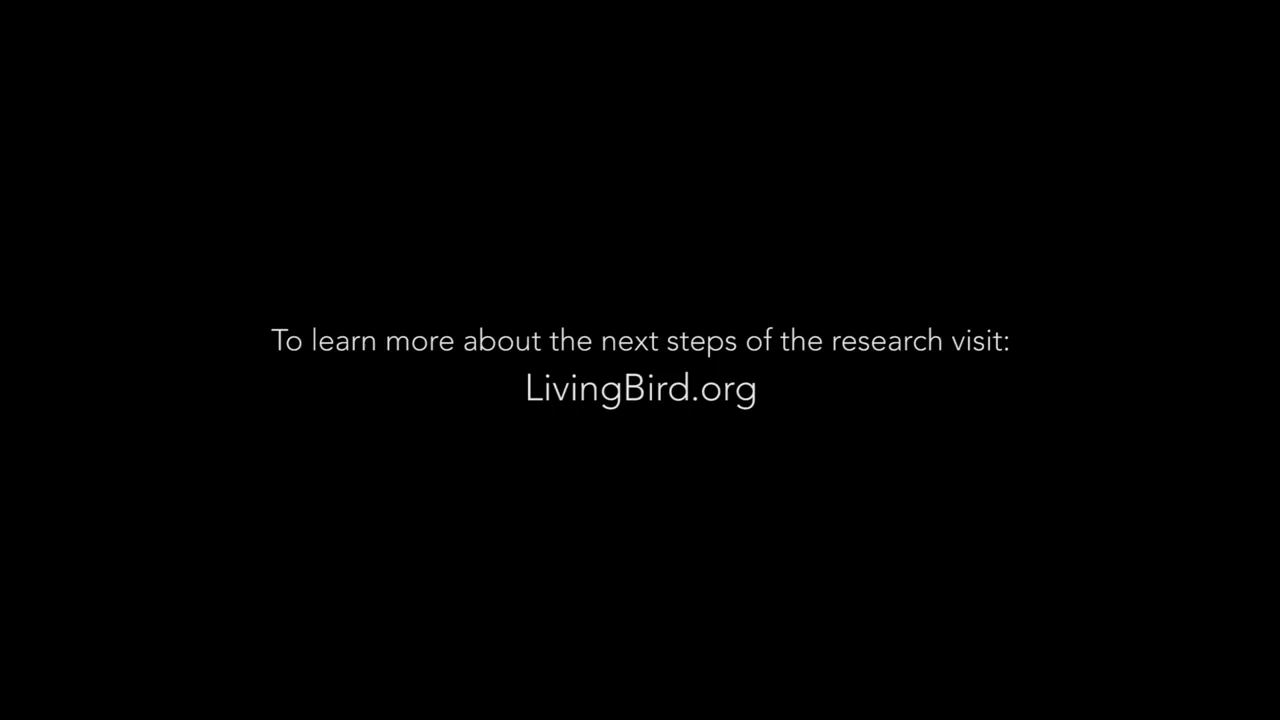 To learn more about the next steps of the research visit:
LivingBird.org